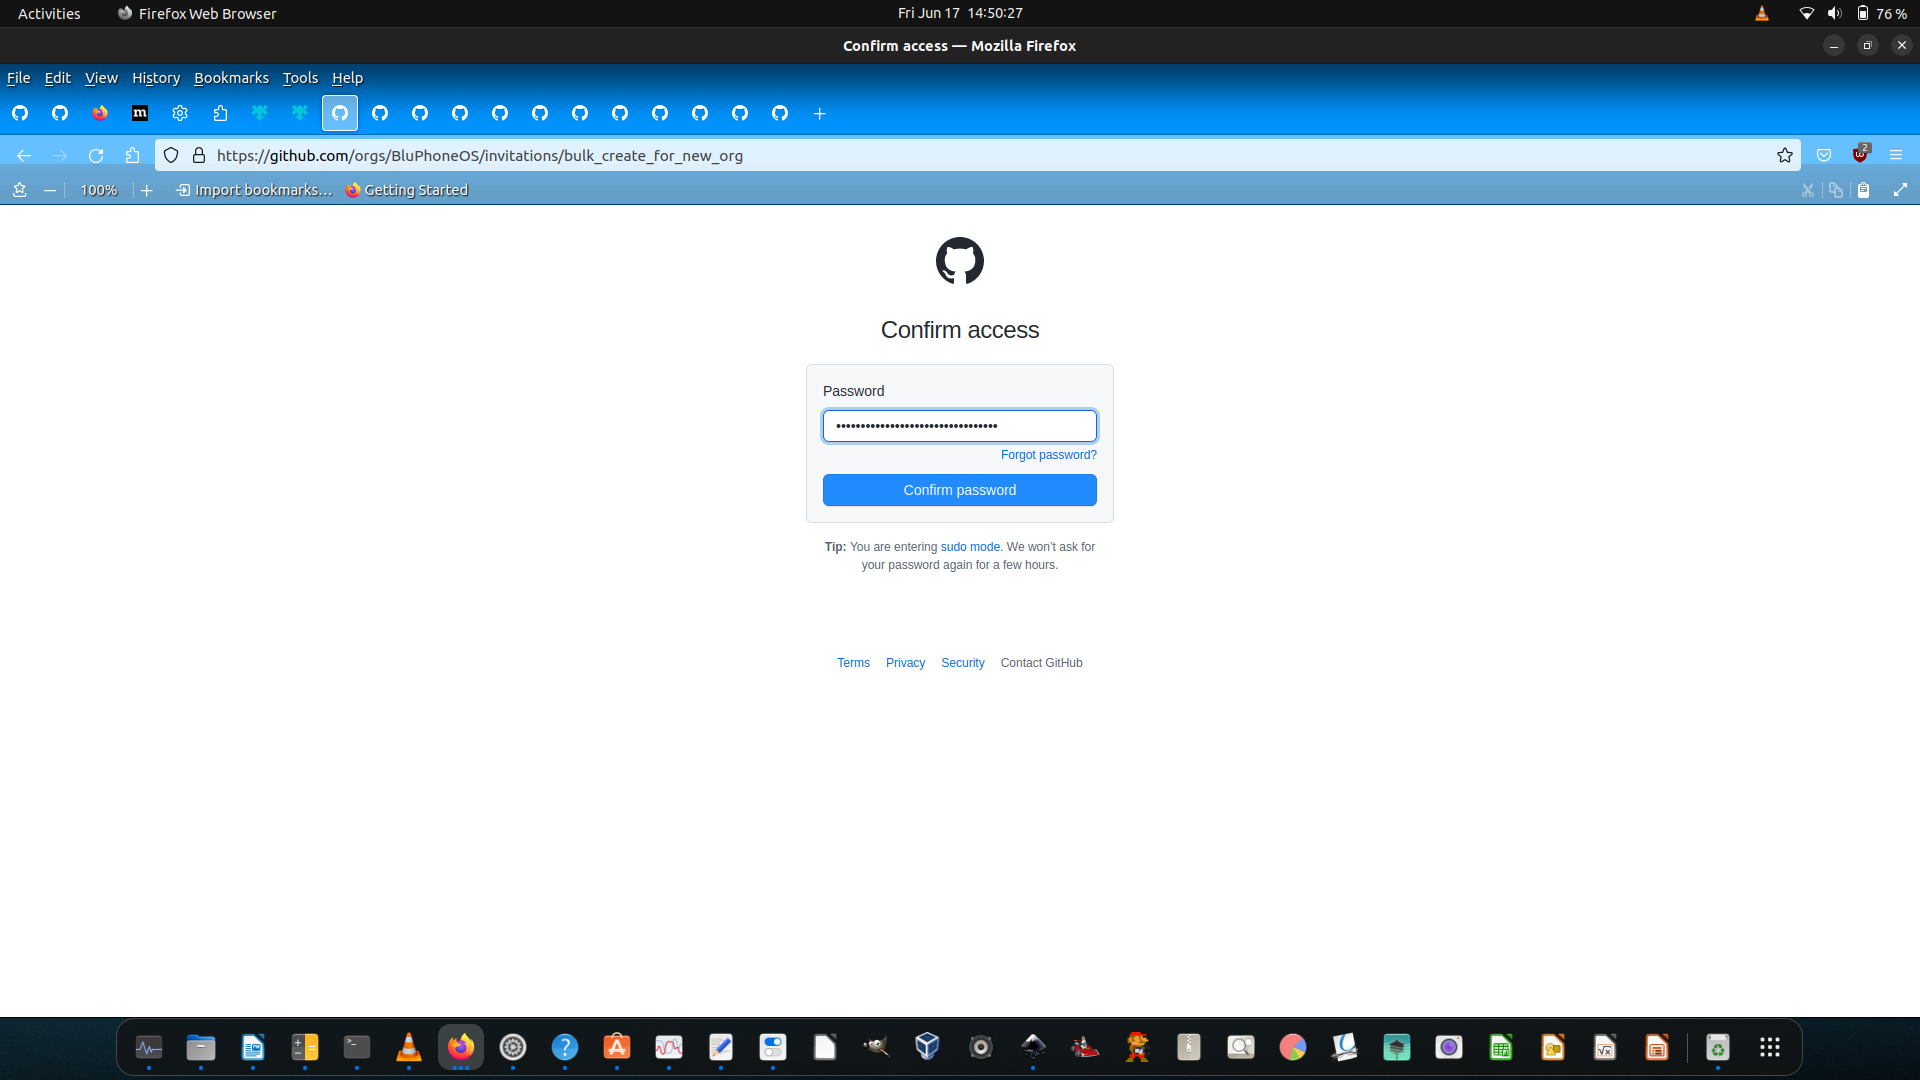 Activities Firefox Web Browser Fri Jun 17 14:50:27 76 %
Confirm access — Mozilla Firefox
File Edit View History Bookmarks Tools Help
m
https://github.com/orgs/BluPhoneOS/invitations/bulk_create_for_new_org 2
100% Import bookmarks... Getting Started
Confirm access
Password
•••••••••••••••••••••••••••••••••
Forgot password?
Confirm password
Tip: You are entering sudo mode. We won't ask for
your password again for a few hours.
Terms Privacy Security Contact GitHub